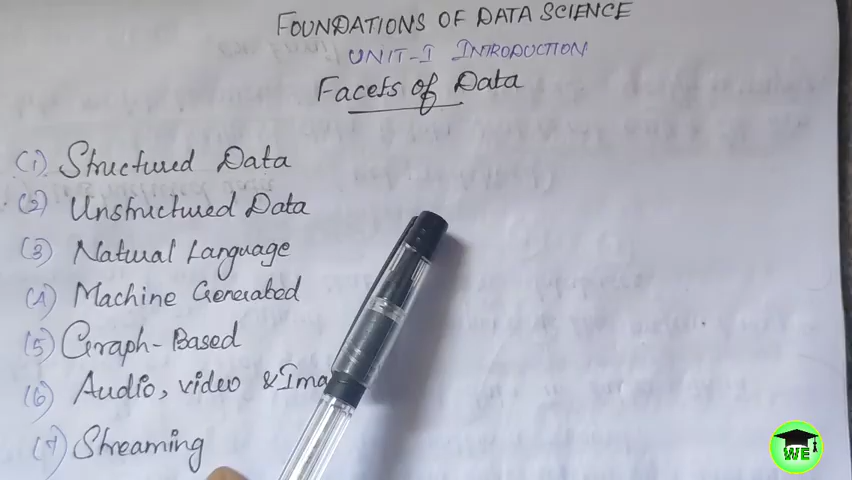 FOUNDATIONS OF DATA SCIENCE
UNIT-I INTRODUCTION
Facets of Data
(1) Structured Data
(2) Unstructured Data
(3) Natural Language
(4) Machine Generated
(5) Graph-Based
(6) Audio, video & Ima
(7) Streaming
WE